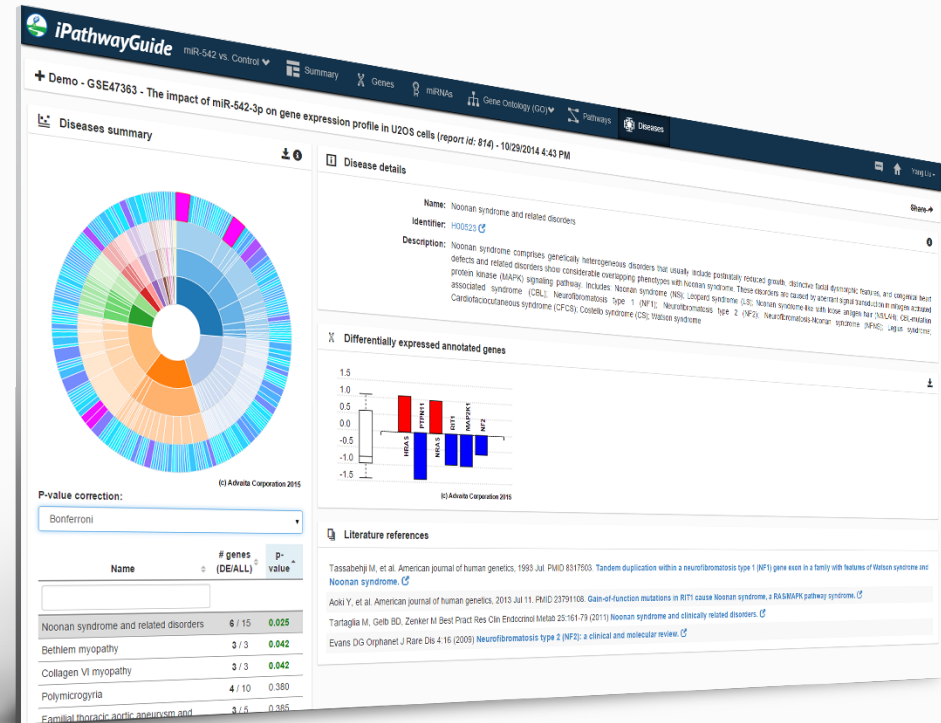 iPathwayGuide
miR-542 vs. Control
Summary
Genes
miRNAs
Gene Ontology (GO)
Pathways
Diseases
Yang Liu
Demo - GSE47363 - The impact of miR-542-3p on gene expression profile in U2OS cells (report id: 814) - 10/29/2014 4:43 PM
Share
Diseases summary
(c) Advaita Corporation 2015
P-value correction:
Bonferroni
Name # genes (DE/ALL) p-value
Noonan syndrome and related disorders 6 / 15 0.025
Bethlem myopathy 3 / 3 0.042
Collagen VI myopathy 3 / 3 0.042
Polymicrogyria 4 / 10 0.380
Familial thoracic aortic aneurysm and 3 / 5 0.385
Disease details
Name: Noonan syndrome and related disorders
Identifier: H00523
Description: Noonan syndrome comprises genetically heterogeneous disorders that usually include postnatally reduced growth, distinctive facial dysmorphic features, and congenital heart
defects and related disorders show considerable overlapping phenotypes with Noonan syndrome. These disorders are caused by aberrant signal transduction in mitogen activated
protein kinase (MAPK) signaling pathway. Includes: Noonan syndrome (NS); Leopard syndrome (LS); Noonan syndrome-like with loose anagen hair (NS/LAH); CBL-mutation
associated syndrome (CBL); Neurofibromatosis type 1 (NF1); Neurofibromatosis type 2 (NF2); Neurofibromatosis-Noonan syndrome (NFNS); Legius syndrome;
Cardiofaciocutaneous syndrome (CFCS); Costello syndrome (CS); Watson syndrome
Differentially expressed annotated genes
1.5
1.0
0.5
0.0
-0.5
-1.0
-1.5
HRAS
PTPN11
NRAS
RIT1
MAP2K1
NF2
(c) Advaita Corporation 2015
Literature references
Tassabehji M, et al. American journal of human genetics, 1993 Jul. PMID 8317503. Tandem duplication within a neurofibromatosis type 1 (NF1) gene exon in a family with features of Watson syndrome and
Noonan syndrome.
Aoki Y, et al. American journal of human genetics, 2013 Jul 11. PMID 23791108. Gain-of-function mutations in RIT1 cause Noonan syndrome, a RAS/MAPK pathway syndrome.
Tartaglia M, Gelb BD, Zenker M Best Pract Res Clin Endocrinol Metab 25:161-79 (2011) Noonan syndrome and clinically related disorders.
Evans DG Orphanet J Rare Dis 4:16 (2009) Neurofibromatosis type 2 (NF2): a clinical and molecular review.